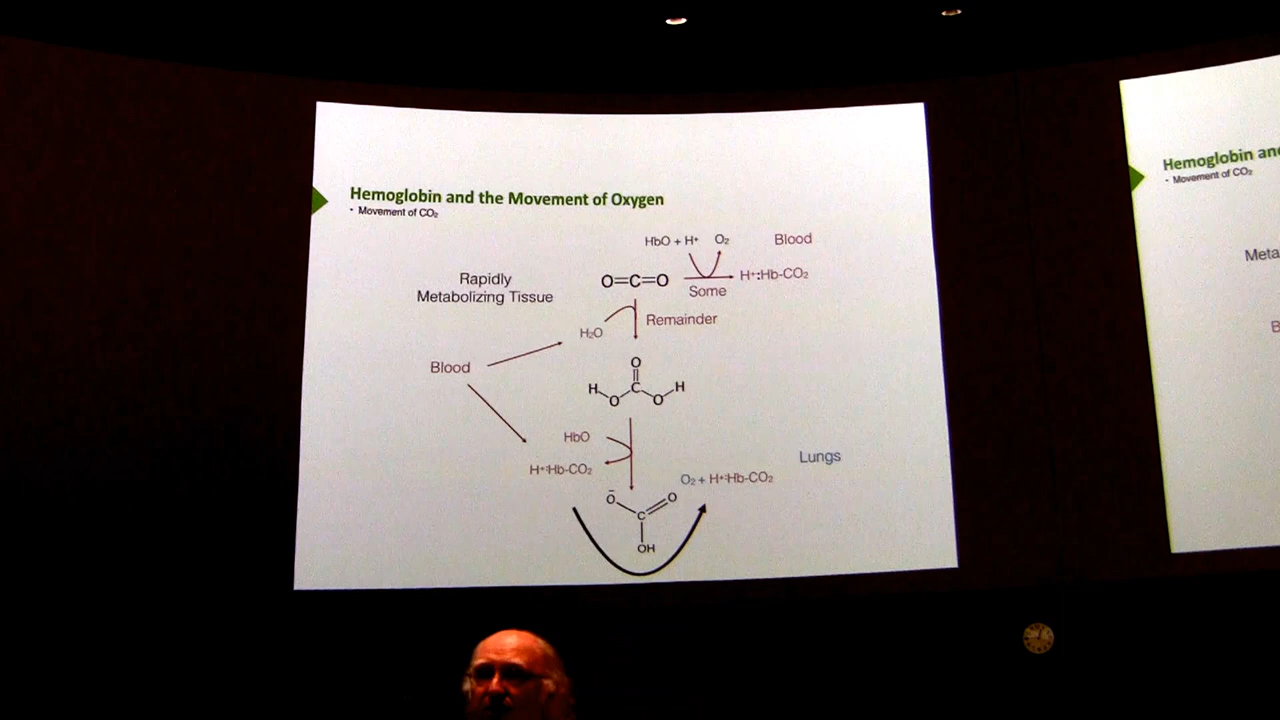 Hemoglobin and the Movement of Oxygen
• Movement of CO₂
HbO + H⁺ O₂ Blood
Rapidly
Metabolizing Tissue
O=C=O
H⁺:Hb-CO₂
Some
H₂O
Remainder
Blood
O
H C H
O O
HbO
H⁺:Hb-CO₂
Lungs
O₂ + H⁺:Hb-CO₂
O⁻ O
C
OH
Hemoglobin and
• Movement of CO₂
Meta
B